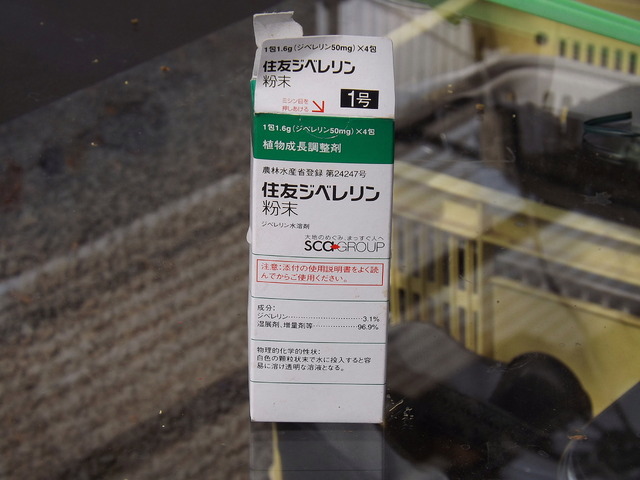 1包1.6g(ジベレリン50mg)×4包
住友ジベレリン
粉末
ミシン目を
押しあける
1号
1包1.6g(ジベレリン50mg)×4包
植物成長調整剤
農林水産省登録 第24247号
住友ジベレリン
粉末
ジベレリン水溶剤
大地のめぐみ、まっすぐ人へ
SCC GROUP
注意:添付の使用説明書をよく読
んでからご使用ください。
成分:
ジベレリン……………………3.1%
湿展剤、増量剤等……………96.9%
物理的化学的性状:
白色の顆粒状末で水に投入すると容
易に溶け透明な溶液となる。